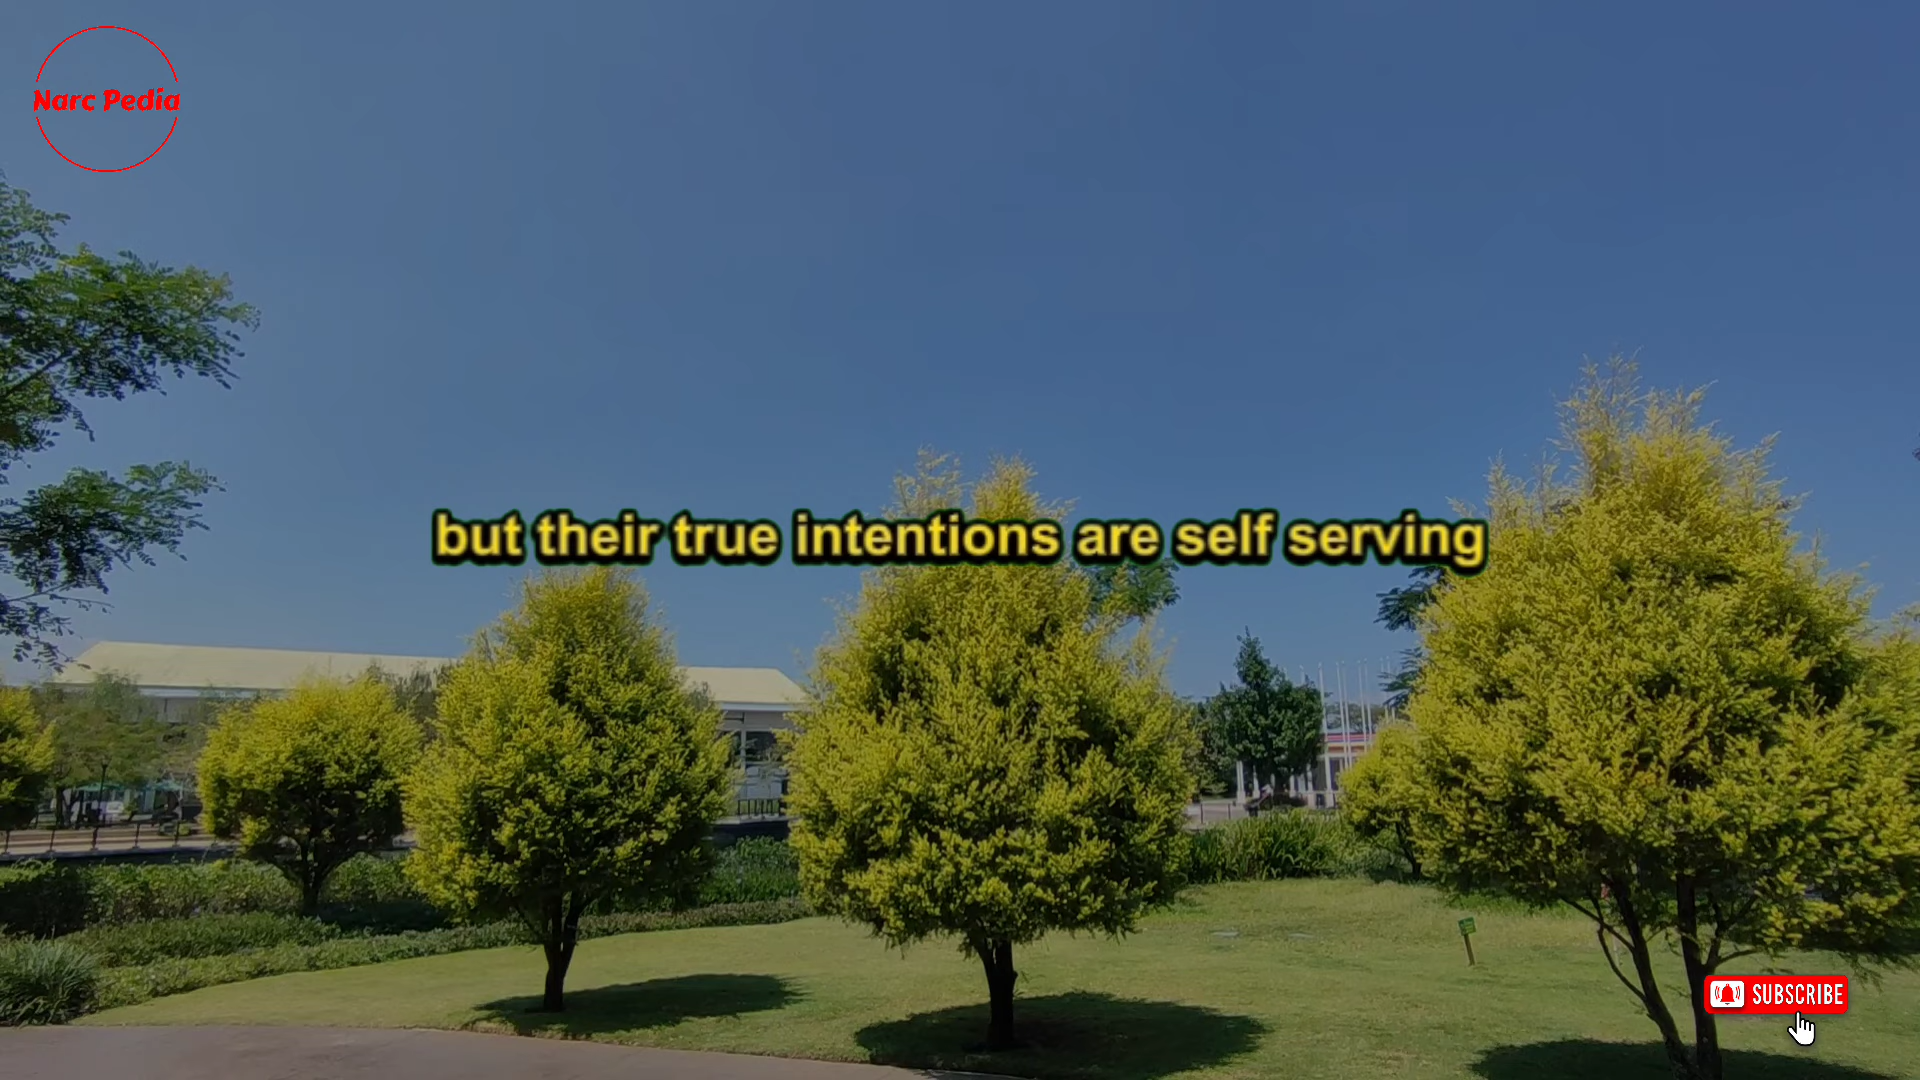 Narc Pedia
but their true intentions are self serving
SUBSCRIBE